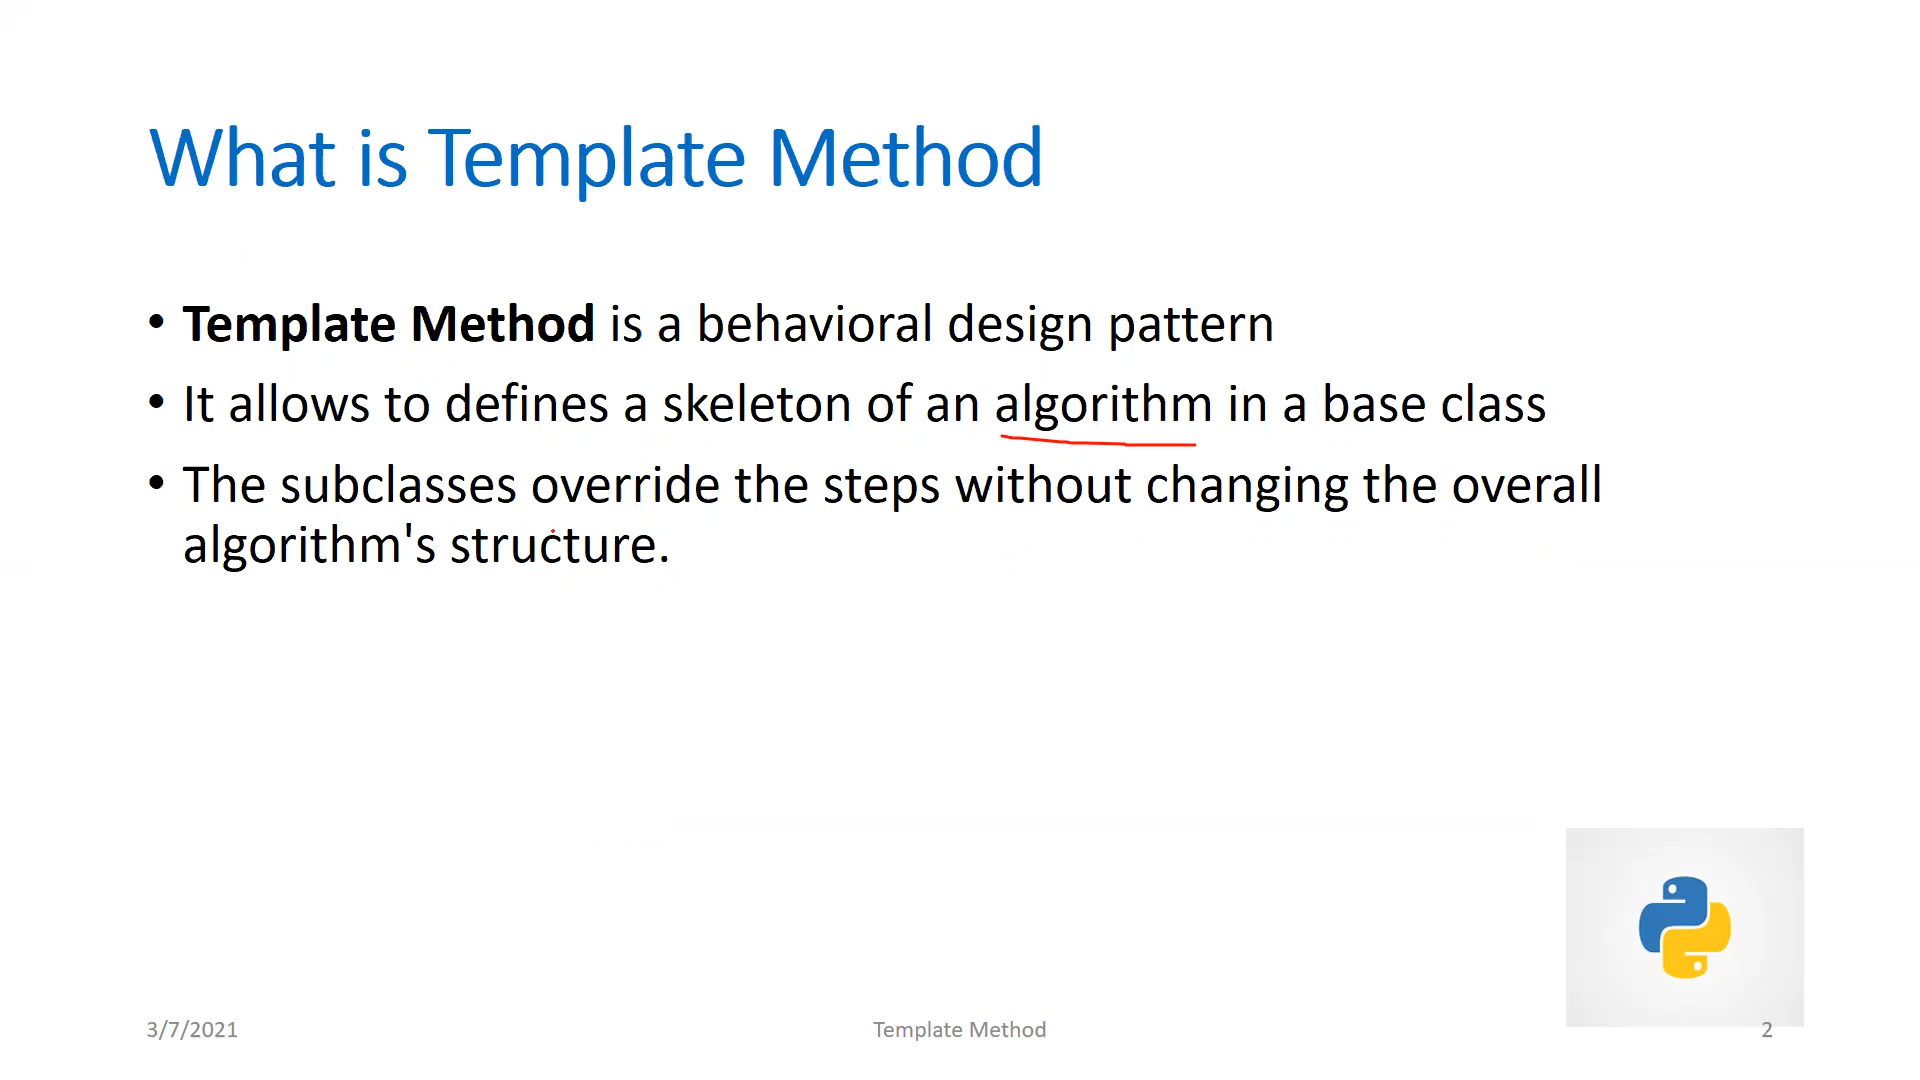 What is Template Method
• Template Method is a behavioral design pattern
• It allows to defines a skeleton of an algorithm in a base class
• The subclasses override the steps without changing the overall
algorithm's structure.
3/7/2021
Template Method
2